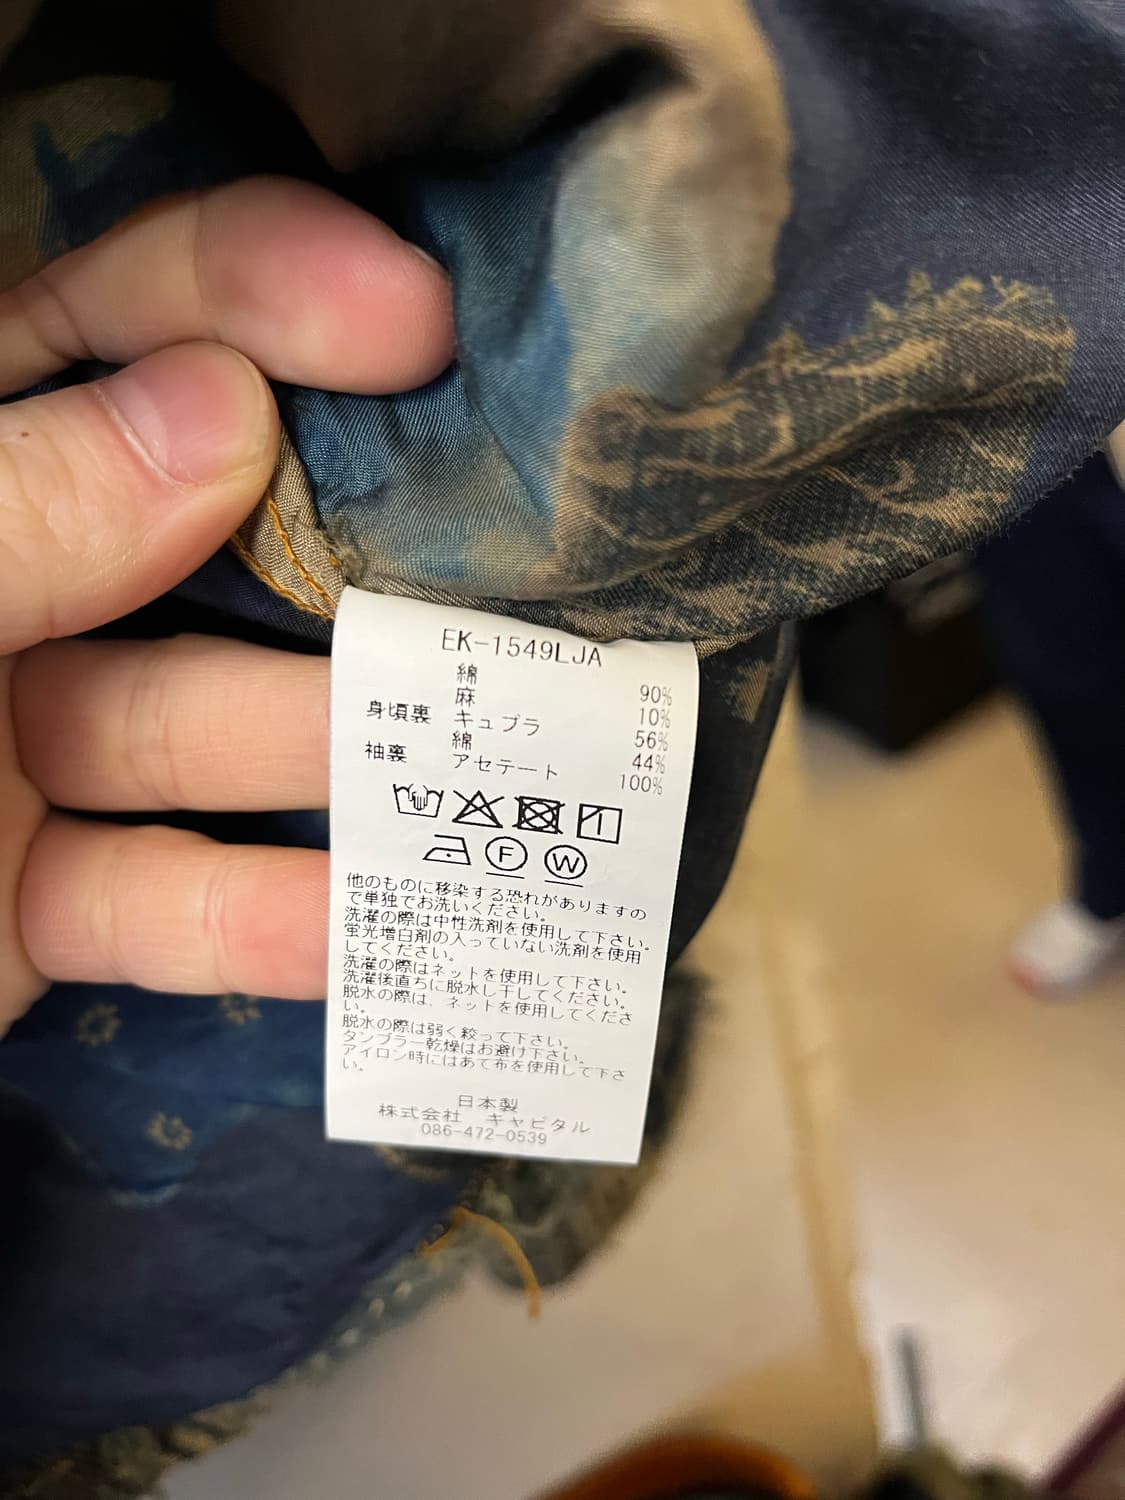 EK-1549LJA
綿 90%
麻 10%
身頃裏 キュプラ 56%
綿 44%
袖裏 アセテート 100%
F W
他のものに移染する恐れがありますの
で単独でお洗いください。
洗濯の際は中性洗剤を使用して下さい。
蛍光増白剤の入っていない洗剤を使用
してください。
洗濯の際はネットを使用して下さい。
洗濯後直ちに脱水し干してください。
脱水の際は、ネットを使用してくださ
い。
脱水の際は弱く絞って下さい。
タンブラー乾燥はお避け下さい。
アイロン時にはあて布を使用して下さ
い。
日本製
株式会社 キャピタル
086-472-0539